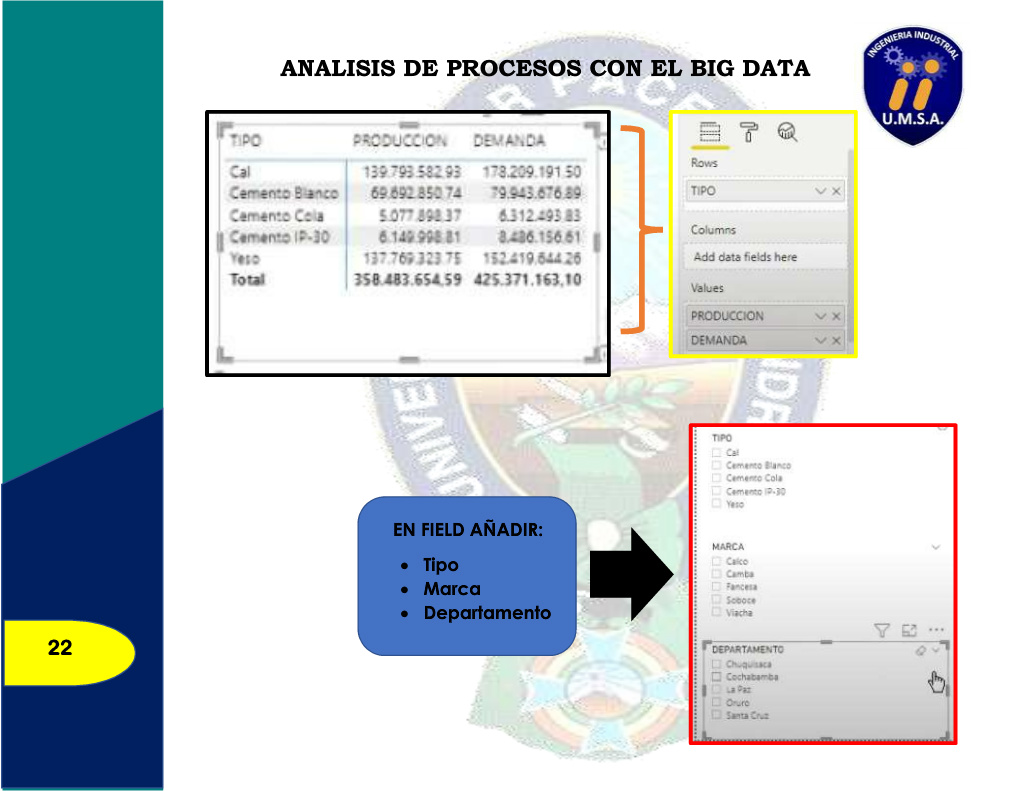 ANALISIS DE PROCESOS CON EL BIG DATA
INGENIERIA INDUSTRIAL
U.M.S.A.
TIPO PRODUCCION DEMANDA
Cal 139.793.582,93 178.209.191,50
Cemento Blanco 69.692.850,74 79.943.676,89
Cemento Cola 5.077.898,37 6.312.493,83
Cemento IP-30 6.149.998,81 8.486.156,61
Yeso 137.769.323,75 152.419.644,26
Total 358.483.654,59 425.371.163,10
Rows
TIPO
Columns
Add data fields here
Values
PRODUCCION
DEMANDA
EN FIELD AÑADIR:
• Tipo
• Marca
• Departamento
TIPO
Cal
Cemento Blanco
Cemento Cola
Cemento IP-30
Yeso
MARCA
Calco
Camba
Fancesa
Soboce
Viacha
DEPARTAMENTO
Chuquisaca
Cochabamba
La Paz
Oruro
Santa Cruz
22